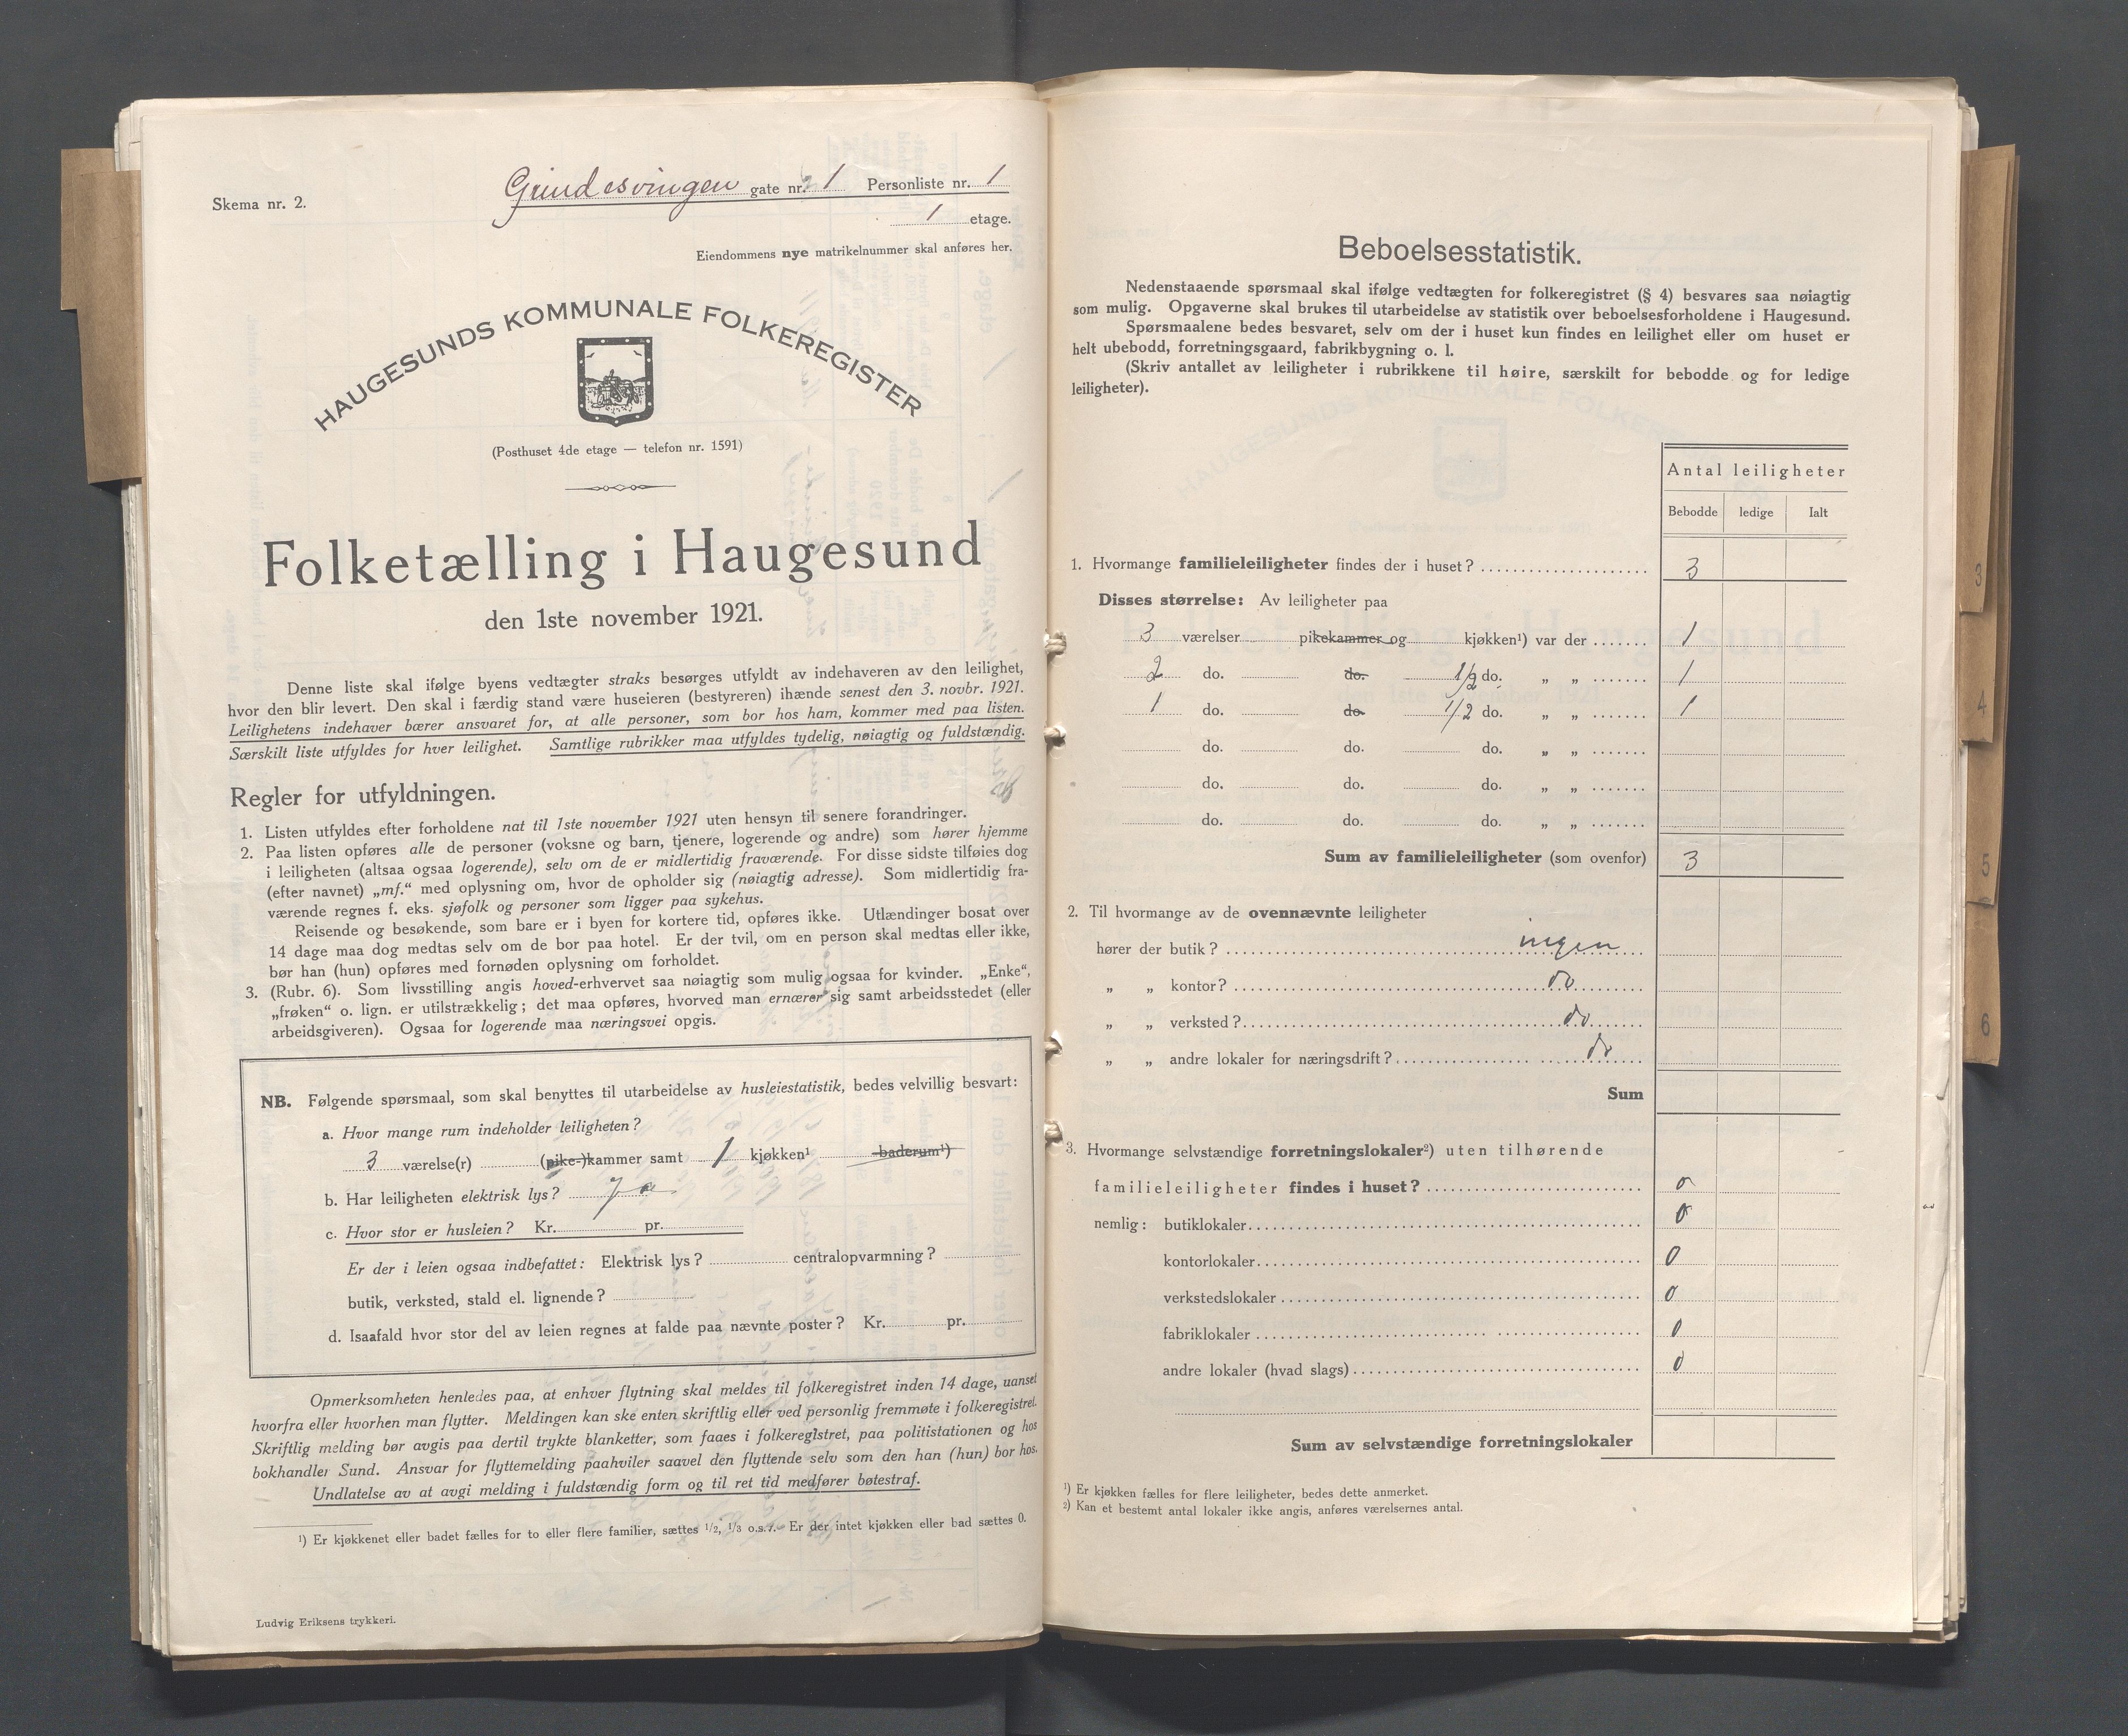 Skema nr. 2.
Grindesvingen gate nr. 1 Personliste nr. 1
1 etage.
Eiendommens nye matrikelnummer skal anføres her.
HAUGESUNDS KOMMUNALE FOLKEREGISTER
(Posthuset 4de etage — telefon nr. 1591)
Folketælling i Haugesund
den 1ste november 1921.
Denne liste skal ifølge byens vedtægter straks besørges utfyldt av indehaveren av den leilighet,
hvor den blir levert. Den skal i færdig stand være huseieren (bestyreren) ihænde senest den 3. novbr. 1921.
Leilighetens indehaver bærer ansvaret for, at alle personer, som bor hos ham, kommer med paa listen.
Særskilt liste utfyldes for hver leilighet. Samtlige rubrikker maa utfyldes tydelig, nøiagtig og fuldstændig.
Regler for utfyldningen.
1. Listen utfyldes efter forholdene nat til 1ste november 1921 uten hensyn til senere forandringer.
2. Paa listen opføres alle de personer (voksne og barn, tjenere, logerende og andre) som hører hjemme
i leiligheten (altsaa ogsaa logerende), selv om de er midlertidig fraværende. For disse sidste tilføies dog
(efter navnet) „mf.“ med oplysning om, hvor de opholder sig (nøiagtig adresse). Som midlertidig fra-
værende regnes f. eks. sjøfolk og personer som ligger paa sykehus.
Reisende og besøkende, som bare er i byen for kortere tid, opføres ikke. Utlændinger bosat over
14 dage maa dog medtas selv om de bor paa hotel. Er der tvil, om en person skal medtas eller ikke,
bør han (hun) opføres med fornøden oplysning om forholdet.
3. (Rubr. 6). Som livsstilling angis hoved-erhvervet saa nøiagtig som mulig ogsaa for kvinder. „Enke“,
„frøken“ o. lign. er utilstrækkelig; det maa opføres, hvorved man ernærer sig samt arbeidsstedet (eller
arbeidsgiveren). Ogsaa for logerende maa næringsvei opgis.
NB. Følgende spørsmaal, som skal benyttes til utarbeidelse av husleiestatistik, bedes velvillig besvart:
a. Hvor mange rum indeholder leiligheten?
3 værelse(r) (pike-)kammer samt 1 kjøkken¹ baderum¹)
b. Har leiligheten elektrisk lys? Ja
c. Hvor stor er husleien? Kr. pr.
Er der i leien ogsaa indbefattet: Elektrisk lys? centralopvarmning?
butik, verksted, stald el. lignende?
d. Isaafald hvor stor del av leien regnes at falde paa nævnte poster? Kr. pr.
Opmerksomheten henledes paa, at enhver flytning skal meldes til folkeregistret inden 14 dage, uanset
hvorfra eller hvorhen man flytter. Meldingen kan ske enten skriftlig eller ved personlig fremmøte i folkeregistret.
Skriftlig melding bør avgis paa dertil trykte blanketter, som faaes i folkeregistret, paa politistationen og hos
bokhandler Sund. Ansvar for flyttemelding paahviler saavel den flyttende selv som den han (hun) bor hos.
Undlatelse av at avgi melding i fuldstændig form og til ret tid medfører bøtestraf.
¹) Er kjøkkenet eller badet fælles for to eller flere familier, sættes 1/2, 1/3 o.s.v. Er der intet kjøkken eller bad sættes 0.
Ludvig Eriksens trykkeri.
Beboelsesstatistik.
Nedenstaaende spørsmaal skal ifølge vedtægten for folkeregistret (§ 4) besvares saa nøiagtig
som mulig. Opgaverne skal brukes til utarbeidelse av statistik over beboelsesforholdene i Haugesund.
Spørsmaalene bedes besvaret, selv om der i huset kun findes en leilighet eller om huset er
helt ubebodd, forretningsgaard, fabrikbygning o. l.
(Skriv antallet av leiligheter i rubrikkene til høire, særskilt for bebodde og for ledige
leiligheter).
Antal leiligheter
Bebodde ledige Ialt
1. Hvormange familieleiligheter findes der i huset? 3
Disses størrelse: Av leiligheter paa
3 værelser pikekammer og kjøkken¹) var der 1
2 do. do. 1/2 do. „ „ 1
1 do. do. 1/2 do. „ „ 1
do. do. do. „ „
do. do. do. „ „
do. do. do. „ „
Sum av familieleiligheter (som ovenfor) 3
2. Til hvormange av de ovennævnte leiligheter
hører der butik? ingen
„ „ kontor? do
„ „ verksted? do
„ „ andre lokaler for næringsdrift? do
Sum
3. Hvormange selvstændige forretningslokaler²) uten tilhørende
familieleiligheter findes i huset? 0
nemlig: butiklokaler 0
kontorlokaler 0
verkstedslokaler 0
fabriklokaler 0
andre lokaler (hvad slags) 0
Sum av selvstændige forretningslokaler
¹) Er kjøkken fælles for flere leiligheter, bedes dette anmerket.
²) Kan et bestemt antal lokaler ikke angis, anføres værelsernes antal.
3
4
5
6